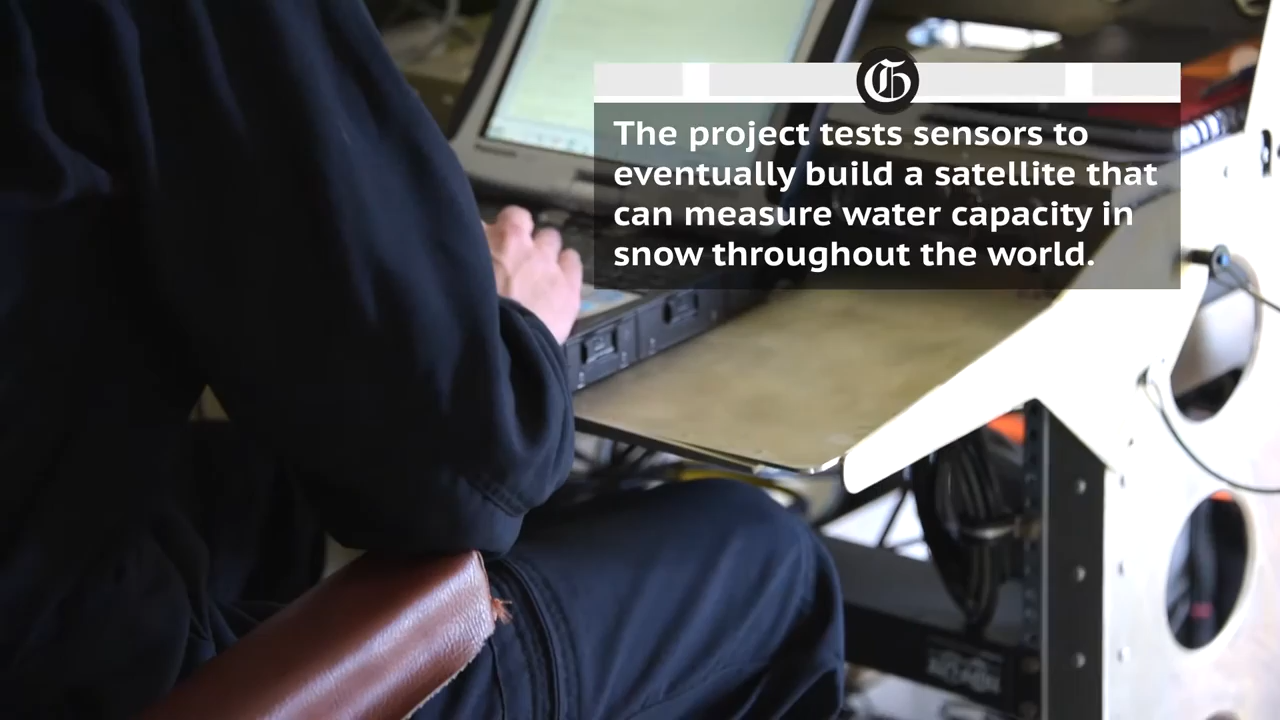 G
The project tests sensors to
eventually build a satellite that
can measure water capacity in
snow throughout the world.